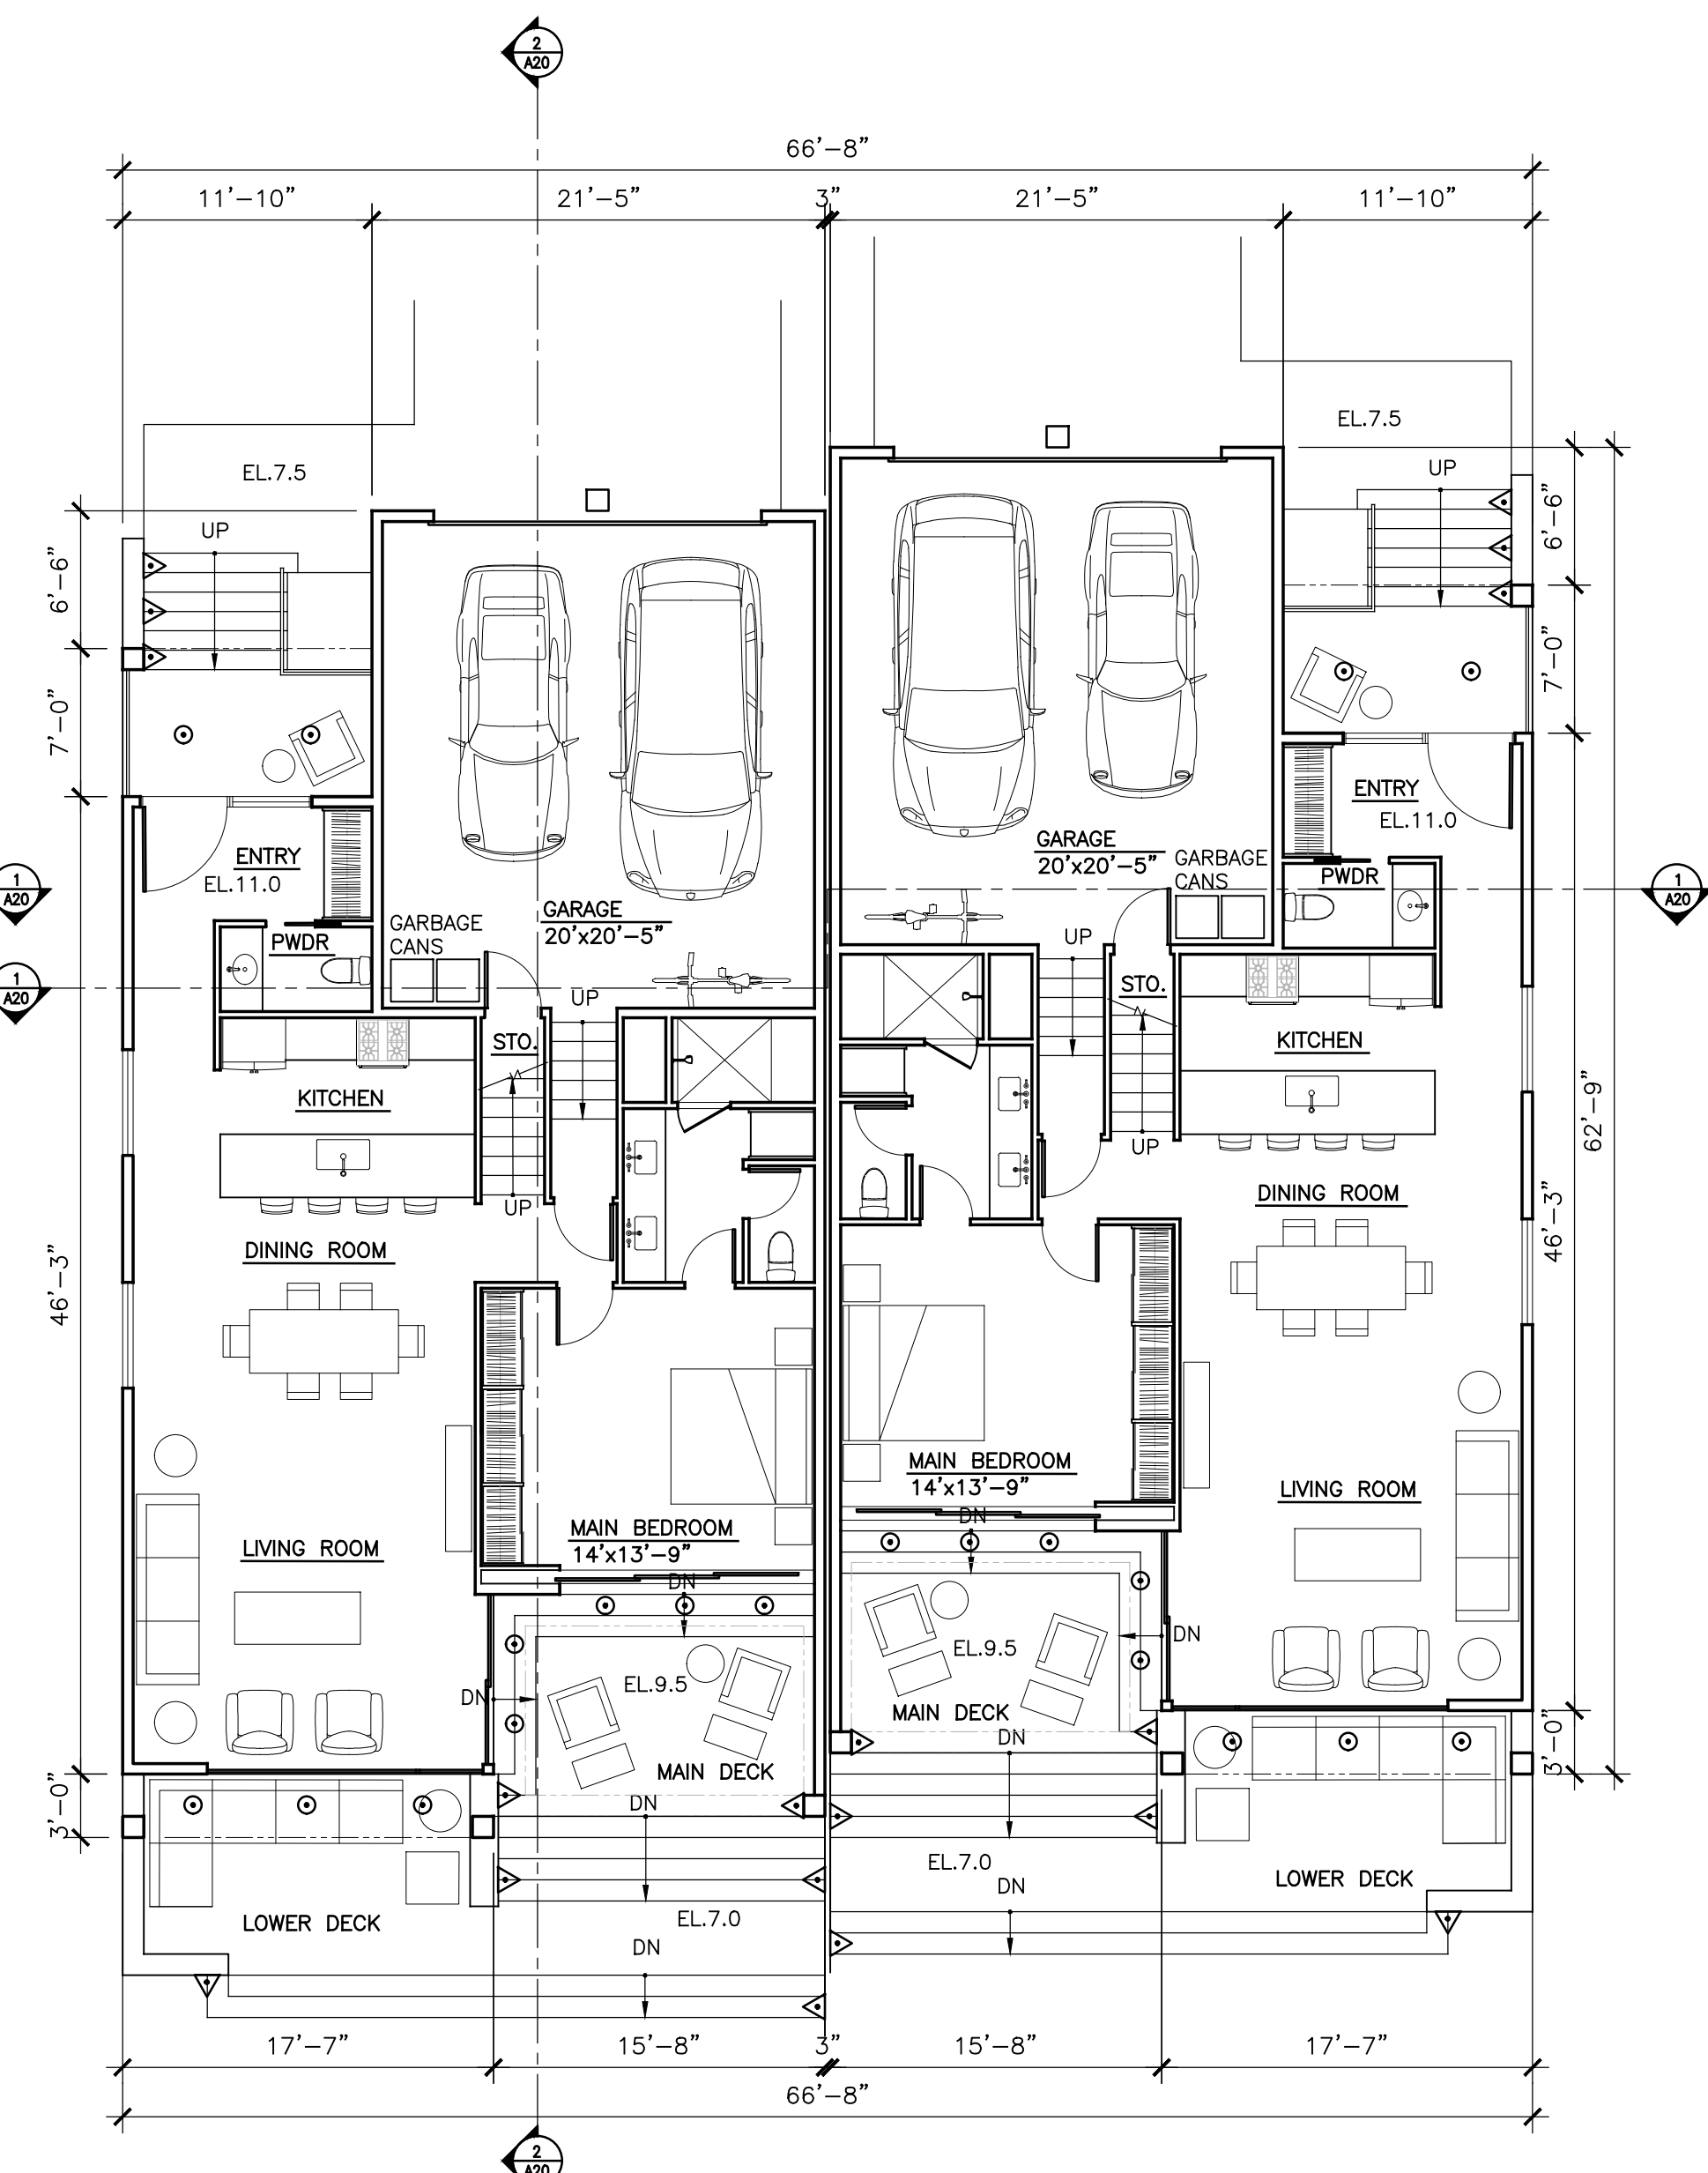 2
A20
66'-8"
11'-10"
21'-5"
3"
21'-5"
11'-10"
EL.7.5
EL.7.5
UP
UP
6'-6"
6'-6"
7'-0"
7'-0"
ENTRY
EL.11.0
ENTRY
EL.11.0
GARAGE
20'x20'-5"
GARBAGE
CANS
PWDR
1
A20
1
A20
GARAGE
20'x20'-5"
GARBAGE
CANS
PWDR
1
A20
UP
STO.
UP
STO.
KITCHEN
KITCHEN
62'-9"
UP
UP
DINING ROOM
DINING ROOM
46'-3"
46'-3"
MAIN BEDROOM
14'x13'-9"
LIVING ROOM
DN
MAIN BEDROOM
14'x13'-9"
LIVING ROOM
DN
DN
EL.9.5
EL.9.5
DN
MAIN DECK
DN
MAIN DECK
3'-0"
DN
3'-0"
EL.7.0
DN
LOWER DECK
LOWER DECK
EL.7.0
DN
17'-7"
15'-8"
3"
15'-8"
17'-7"
66'-8"
2
A20